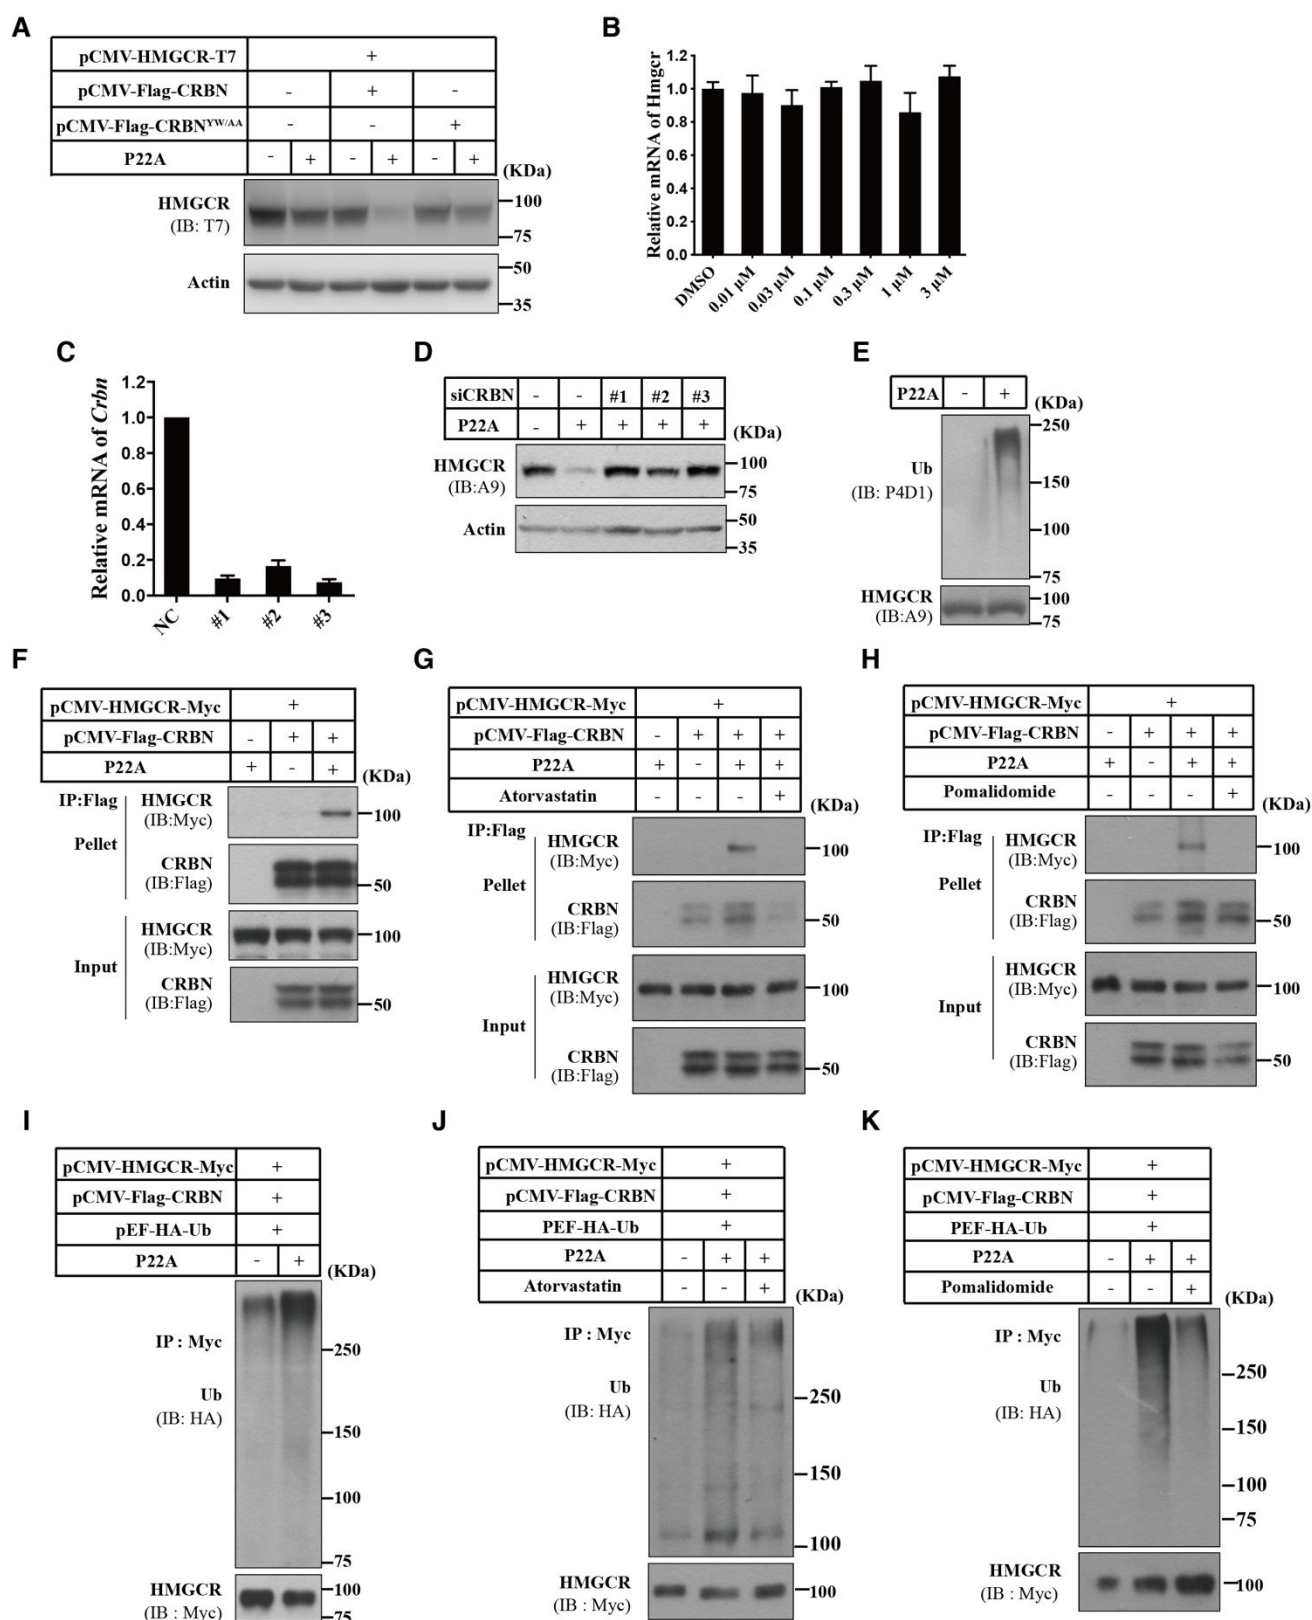 A
pCMV-HMGCR-T7 +
pCMV-Flag-CRBN - + -
pCMV-Flag-CRBNYW/AA - - +
P22A - + - + - +
(KDa)
HMGCR
(IB: T7)
100
75
Actin
50
35
B
Relative mRNA of Hmgcr
1.2
1.0
0.8
0.6
0.4
0.2
0.0
DMSO 0.01 µM 0.03 µM 0.1 µM 0.3 µM 1 µM 3 µM
C
Relative mRNA of Crbn
1.2
1.0
0.8
0.6
0.4
0.2
0.0
NC #1 #2 #3
D
siCRBN - - #1 #2 #3
P22A - + + + +
(KDa)
HMGCR
(IB:A9)
100
75
Actin
50
35
E
P22A - +
(KDa)
Ub
(IB: P4D1)
250
150
100
75
HMGCR
(IB:A9)
100
75
F
pCMV-HMGCR-Myc +
pCMV-Flag-CRBN - + +
P22A + - +
(KDa)
IP:Flag
Pellet
HMGCR
(IB:Myc)
100
CRBN
(IB:Flag)
50
Input
HMGCR
(IB:Myc)
100
CRBN
(IB:Flag)
50
G
pCMV-HMGCR-Myc +
pCMV-Flag-CRBN - + + +
P22A + - + +
Atorvastatin - - - +
(KDa)
IP:Flag
Pellet
HMGCR
(IB:Myc)
100
CRBN
(IB:Flag)
50
Input
HMGCR
(IB:Myc)
100
CRBN
(IB:Flag)
50
H
pCMV-HMGCR-Myc +
pCMV-Flag-CRBN - + + +
P22A + - + +
Pomalidomide - - - +
(KDa)
IP:Flag
Pellet
HMGCR
(IB:Myc)
100
CRBN
(IB:Flag)
50
Input
HMGCR
(IB:Myc)
100
CRBN
(IB:Flag)
50
I
pCMV-HMGCR-Myc +
pCMV-Flag-CRBN +
pEF-HA-Ub +
P22A - +
(KDa)
IP : Myc
Ub
(IB: HA)
250
150
100
75
HMGCR
(IB : Myc)
100
75
J
pCMV-HMGCR-Myc +
pCMV-Flag-CRBN +
PEF-HA-Ub +
P22A - + +
Atorvastatin - - +
(KDa)
IP : Myc
Ub
(IB: HA)
250
150
100
HMGCR
(IB : Myc)
100
K
pCMV-HMGCR-Myc +
pCMV-Flag-CRBN +
PEF-HA-Ub +
P22A - + +
Pomalidomide - - +
(KDa)
IP : Myc
Ub
(IB: HA)
250
150
100
75
HMGCR
(IB : Myc)
100